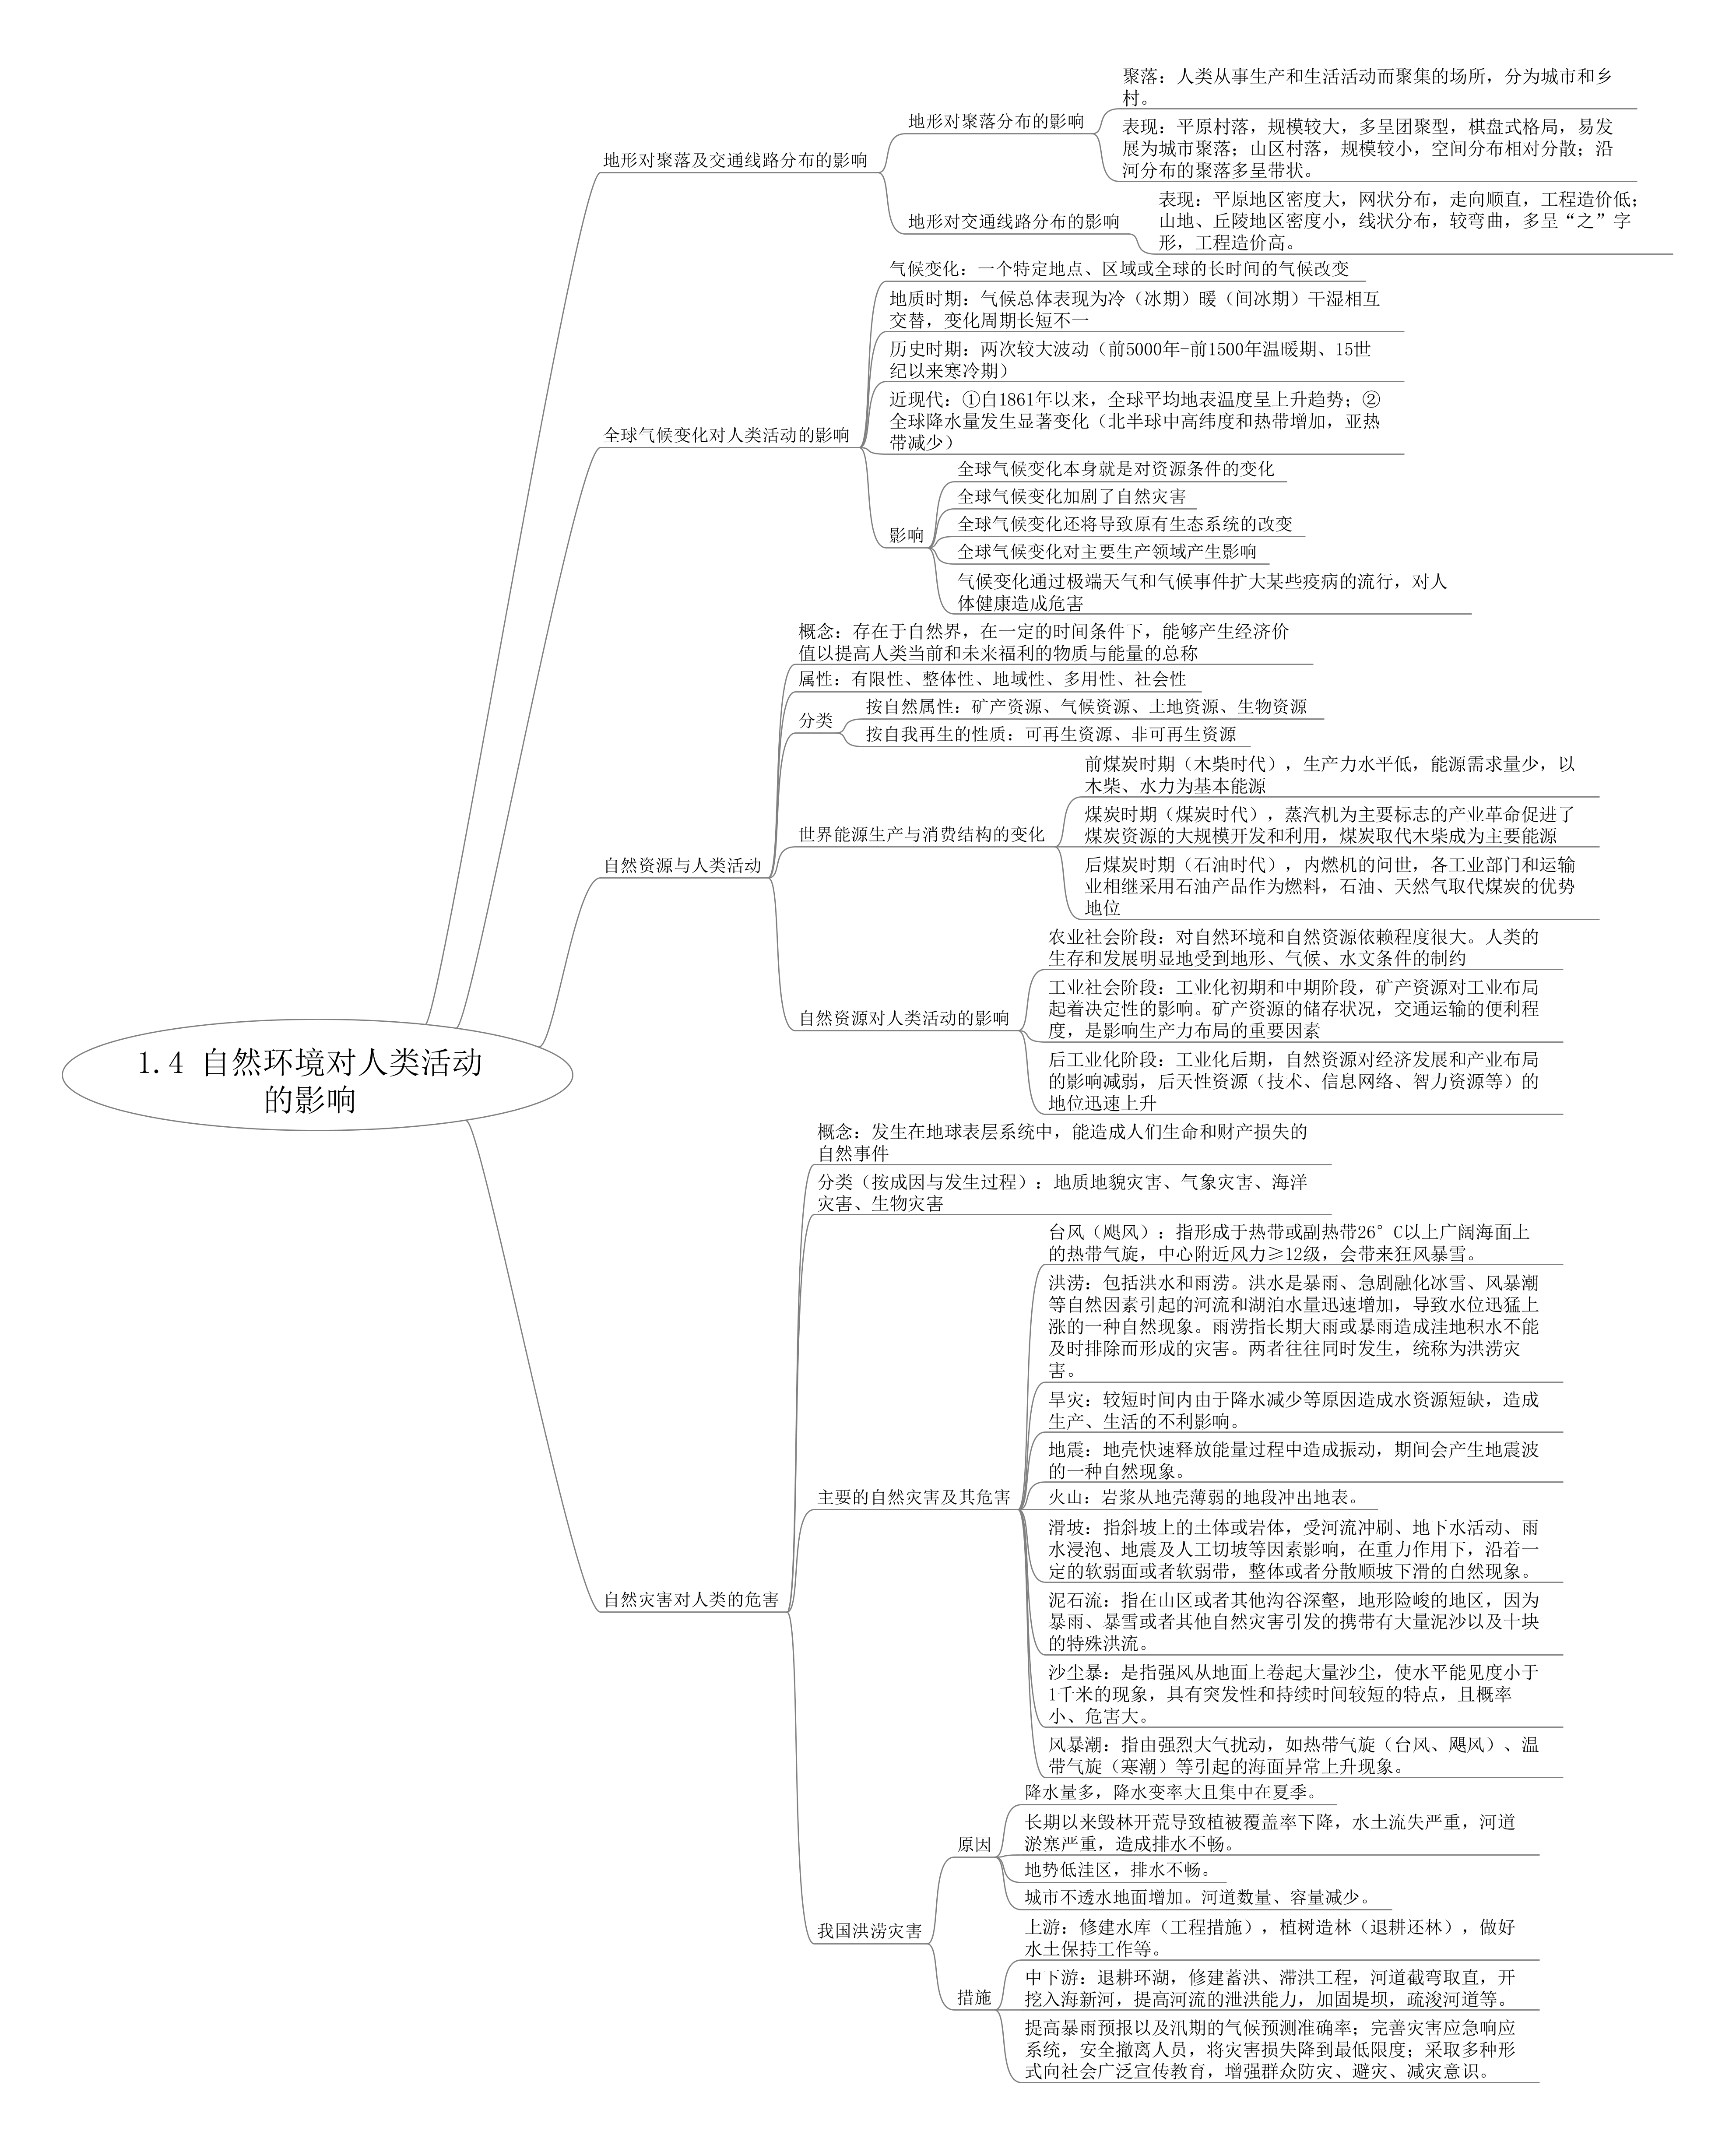 聚落：人类从事生产和生活活动而聚集的场所，分为城市和乡
村。
地形对聚落分布的影响
表现：平原村落，规模较大，多呈团聚型，棋盘式格局，易发
展为城市聚落；山区村落，规模较小，空间分布相对分散；沿
河分布的聚落多呈带状。
地形对聚落及交通线路分布的影响
表现：平原地区密度大，网状分布，走向顺直，工程造价低；
山地、丘陵地区密度小，线状分布，较弯曲，多呈“之”字
形，工程造价高。
地形对交通线路分布的影响
气候变化：一个特定地点、区域或全球的长时间的气候改变
地质时期：气候总体表现为冷（冰期）暖（间冰期）干湿相互
交替，变化周期长短不一
历史时期：两次较大波动（前5000年-前1500年温暖期、15世
纪以来寒冷期）
近现代：①自1861年以来，全球平均地表温度呈上升趋势；②
全球降水量发生显著变化（北半球中高纬度和热带增加，亚热
带减少）
全球气候变化对人类活动的影响
全球气候变化本身就是对资源条件的变化
全球气候变化加剧了自然灾害
全球气候变化还将导致原有生态系统的改变
影响
全球气候变化对主要生产领域产生影响
气候变化通过极端天气和气候事件扩大某些疫病的流行，对人
体健康造成危害
概念：存在于自然界，在一定的时间条件下，能够产生经济价
值以提高人类当前和未来福利的物质与能量的总称
属性：有限性、整体性、地域性、多用性、社会性
分类
按自然属性：矿产资源、气候资源、土地资源、生物资源
按自我再生的性质：可再生资源、非可再生资源
前煤炭时期（木柴时代），生产力水平低，能源需求量少，以
木柴、水力为基本能源
世界能源生产与消费结构的变化
煤炭时期（煤炭时代），蒸汽机为主要标志的产业革命促进了
煤炭资源的大规模开发和利用，煤炭取代木柴成为主要能源
后煤炭时期（石油时代），内燃机的问世，各工业部门和运输
业相继采用石油产品作为燃料，石油、天然气取代煤炭的优势
地位
自然资源与人类活动
农业社会阶段：对自然环境和自然资源依赖程度很大。人类的
生存和发展明显地受到地形、气候、水文条件的制约
自然资源对人类活动的影响
工业社会阶段：工业化初期和中期阶段，矿产资源对工业布局
起着决定性的影响。矿产资源的储存状况，交通运输的便利程
度，是影响生产力布局的重要因素
后工业化阶段：工业化后期，自然资源对经济发展和产业布局
的影响减弱，后天性资源（技术、信息网络、智力资源等）的
地位迅速上升
1.4 自然环境对人类活动
的影响
概念：发生在地球表层系统中，能造成人们生命和财产损失的
自然事件
分类（按成因与发生过程）：地质地貌灾害、气象灾害、海洋
灾害、生物灾害
台风（飓风）：指形成于热带或副热带26°C以上广阔海面上
的热带气旋，中心附近风力≥12级，会带来狂风暴雪。
洪涝：包括洪水和雨涝。洪水是暴雨、急剧融化冰雪、风暴潮
等自然因素引起的河流和湖泊水量迅速增加，导致水位迅猛上
涨的一种自然现象。雨涝指长期大雨或暴雨造成洼地积水不能
及时排除而形成的灾害。两者往往同时发生，统称为洪涝灾
害。
旱灾：较短时间内由于降水减少等原因造成水资源短缺，造成
生产、生活的不利影响。
地震：地壳快速释放能量过程中造成振动，期间会产生地震波
的一种自然现象。
主要的自然灾害及其危害
火山：岩浆从地壳薄弱的地段冲出地表。
滑坡：指斜坡上的土体或岩体，受河流冲刷、地下水活动、雨
水浸泡、地震及人工切坡等因素影响，在重力作用下，沿着一
定的软弱面或者软弱带，整体或者分散顺坡下滑的自然现象。
自然灾害对人类的危害
泥石流：指在山区或者其他沟谷深壑，地形险峻的地区，因为
暴雨、暴雪或者其他自然灾害引发的携带有大量泥沙以及十块
的特殊洪流。
沙尘暴：是指强风从地面上卷起大量沙尘，使水平能见度小于
1千米的现象，具有突发性和持续时间较短的特点，且概率
小、危害大。
风暴潮：指由强烈大气扰动，如热带气旋（台风、飓风）、温
带气旋（寒潮）等引起的海面异常上升现象。
降水量多，降水变率大且集中在夏季。
原因
长期以来毁林开荒导致植被覆盖率下降，水土流失严重，河道
淤塞严重，造成排水不畅。
地势低洼区，排水不畅。
城市不透水地面增加。河道数量、容量减少。
我国洪涝灾害
上游：修建水库（工程措施），植树造林（退耕还林），做好
水土保持工作等。
措施
中下游：退耕环湖，修建蓄洪、滞洪工程，河道截弯取直，开
挖入海新河，提高河流的泄洪能力，加固堤坝，疏浚河道等。
提高暴雨预报以及汛期的气候预测准确率；完善灾害应急响应
系统，安全撤离人员，将灾害损失降到最低限度；采取多种形
式向社会广泛宣传教育，增强群众防灾、避灾、减灾意识。